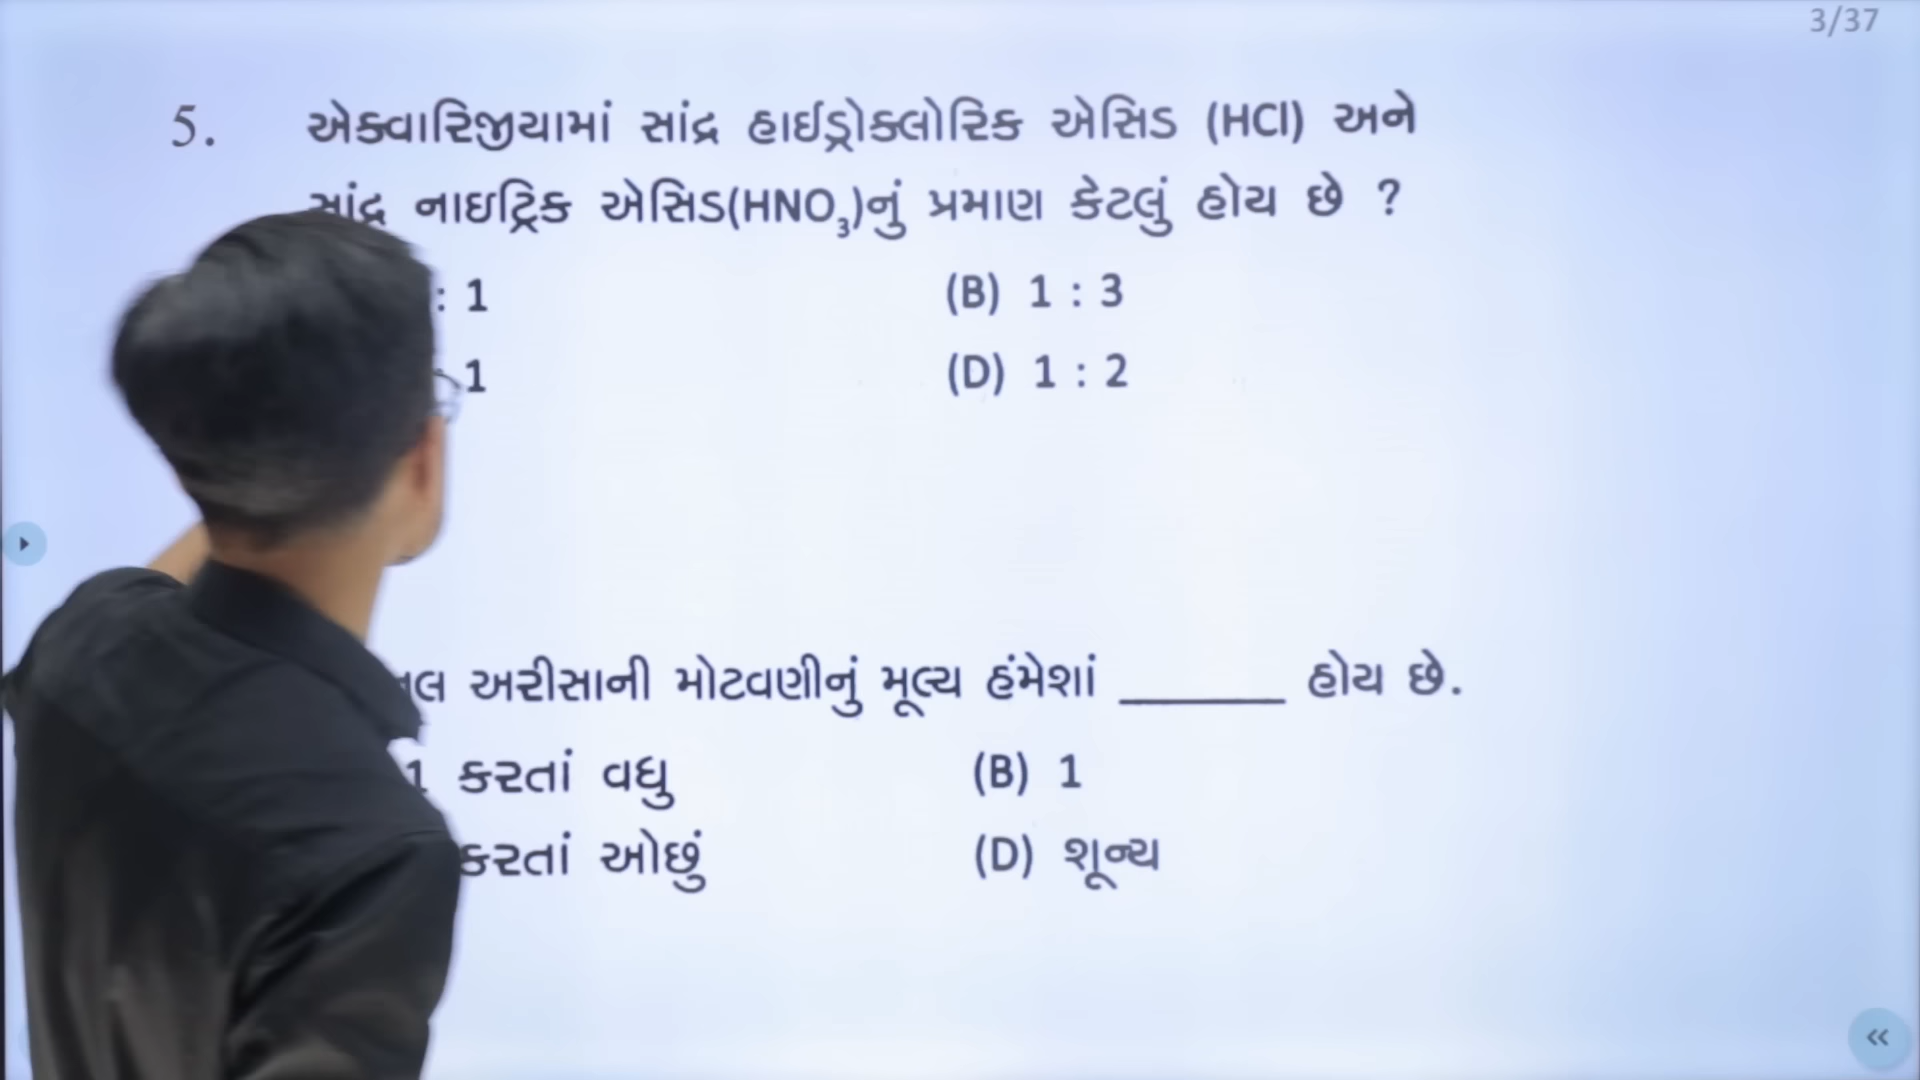 3/37
5. એક્વારિજીયામાં સાંદ્ર હાઈડ્રોક્લોરિક એસિડ (HCl) અને
સાંદ્ર નાઇટ્રિક એસિડ(HNO₃)નું પ્રમાણ કેટલું હોય છે ?
: 1 (B) 1 : 3
1 (D) 1 : 2
અરીસાની મોટવણીનું મૂલ્ય હંમેશાં ______ હોય છે.
1 કરતાં વધુ (B) 1
કરતાં ઓછું (D) શૂન્ય